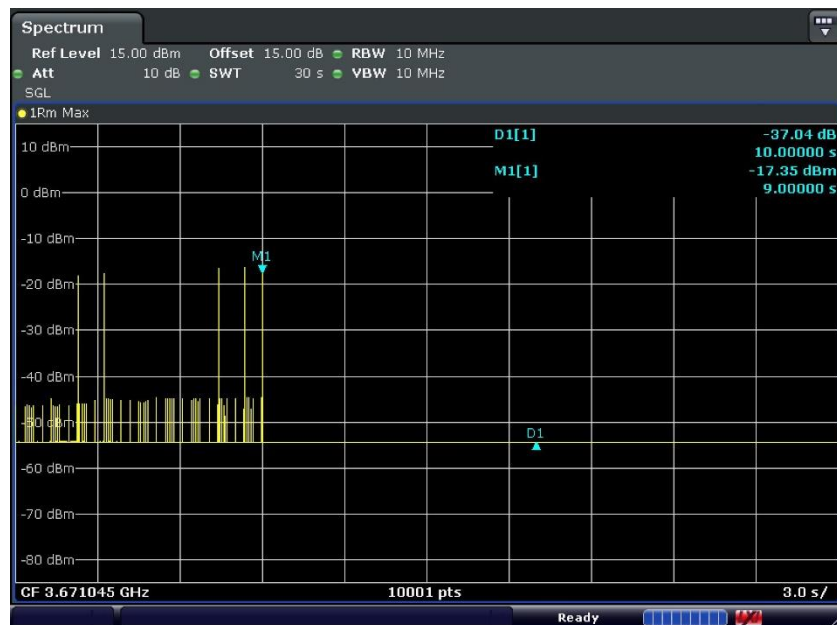 Spectrum
Ref Level 15.00 dBm Offset 15.00 dB RBW 10 MHz
Att 10 dB SWT 30 s VBW 10 MHz
SGL
1Rm Max
D1[1] -37.04 dB
10.00000 s
M1[1] -17.35 dBm
9.00000 s
10 dBm
0 dBm
-10 dBm
M1
-20 dBm
-30 dBm
-40 dBm
-50 dBm
D1
-60 dBm
-70 dBm
-80 dBm
CF 3.671045 GHz 10001 pts 3.0 s/
Ready